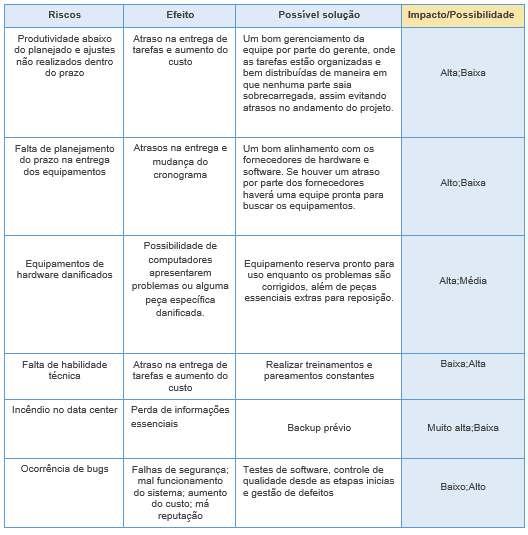 Riscos
Efeito
Possível solução
Impacto/Possibilidade
Produtividade abaixo
do planejado e ajustes
não realizados dentro
do prazo
Atraso na entrega de
tarefas e aumento do
custo
Um bom gerenciamento da
equipe por parte do gerente, onde
as tarefas estão organizadas e
bem distribuídas de maneira em
que nenhuma parte saia
sobrecarregada, assim evitando
atrasos no andamento do projeto.
Alta;Baixa
Falta de planejamento
do prazo na entrega
dos equipamentos
Atrasos na entrega e
mudança do
cronograma
Um bom alinhamento com os
fornecedores de hardware e
software. Se houver um atraso
por parte dos fornecedores
haverá uma equipe pronta para
buscar os equipamentos.
Alto;Baixa
Equipamentos de
hardware danificados
Possibilidade de
computadores
apresentarem
problemas ou alguma
peça específica
danificada.
Equipamento reserva pronto para
uso enquanto os problemas são
corrigidos, além de peças
essenciais extras para reposição.
Alta;Média
Falta de habilidade
técnica
Atraso na entrega de
tarefas e aumento do
custo
Realizar treinamentos e
pareamentos constantes
Baixa;Alta
Incêndio no data center
Perda de informações
essenciais
Backup prévio
Muito alta;Baixa
Ocorrência de bugs
Falhas de segurança;
mal funcionamento
do sistema; aumento
do custo; má
reputação
Testes de software, controle de
qualidade desde as etapas inicias
e gestão de defeitos
Baixo;Alto